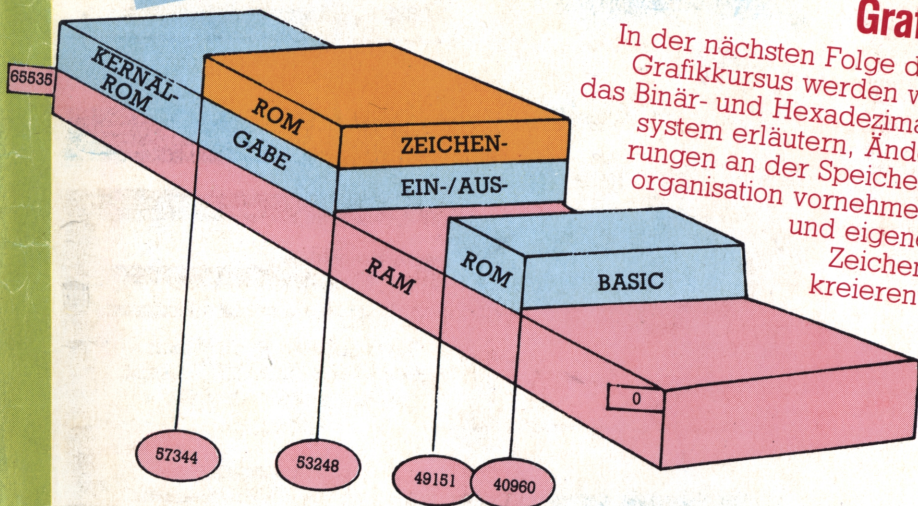 Graf
In der nächsten Folge d
Grafikkursus werden w
das Binär- und Hexadezima
system erläutern, Ände
rungen an der Speiche
organisation vornehme
und eigene
Zeichen
kreieren
65535
KERNAL-
ROM
ROM
GABE
ZEICHEN-
EIN-/AUS-
RAM
ROM
BASIC
0
57344
53248
49151
40960